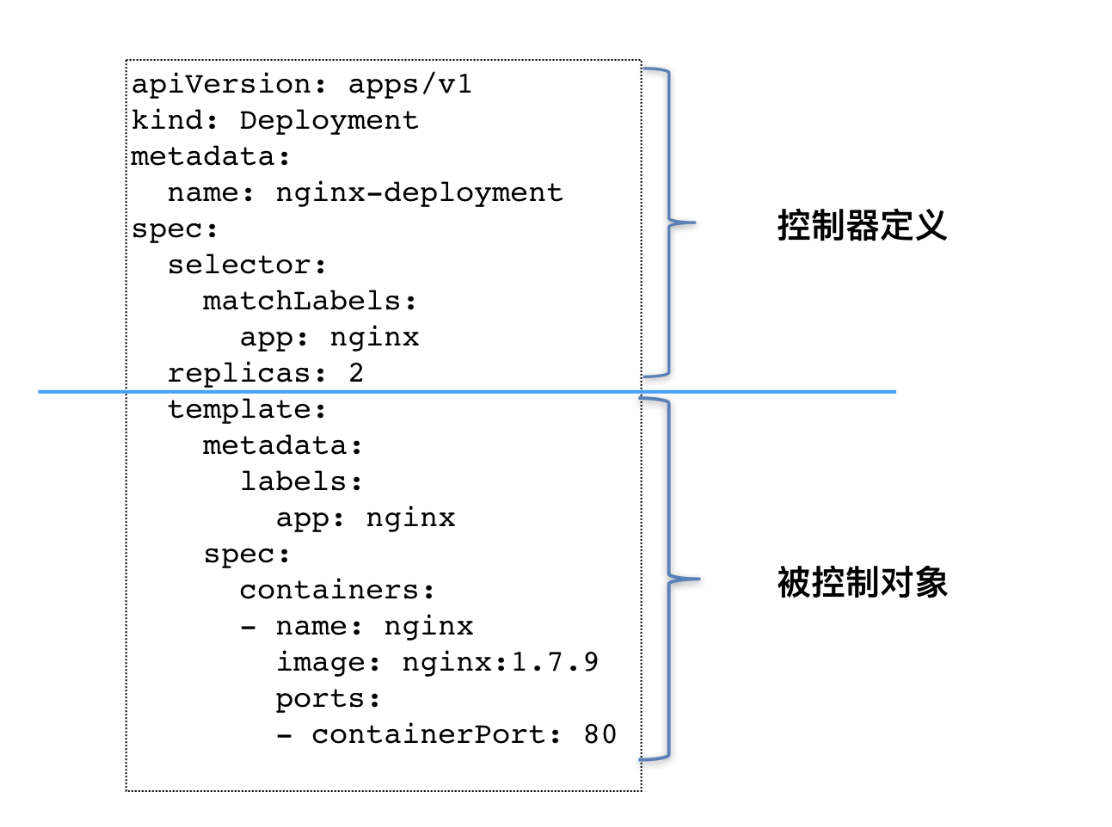 apiVersion: apps/v1
kind: Deployment
metadata:
  name: nginx-deployment
spec:
  selector:
    matchLabels:
      app: nginx
  replicas: 2
  template:
    metadata:
      labels:
        app: nginx
    spec:
      containers:
      - name: nginx
        image: nginx:1.7.9
        ports:
        - containerPort: 80
控制器定义
被控制对象